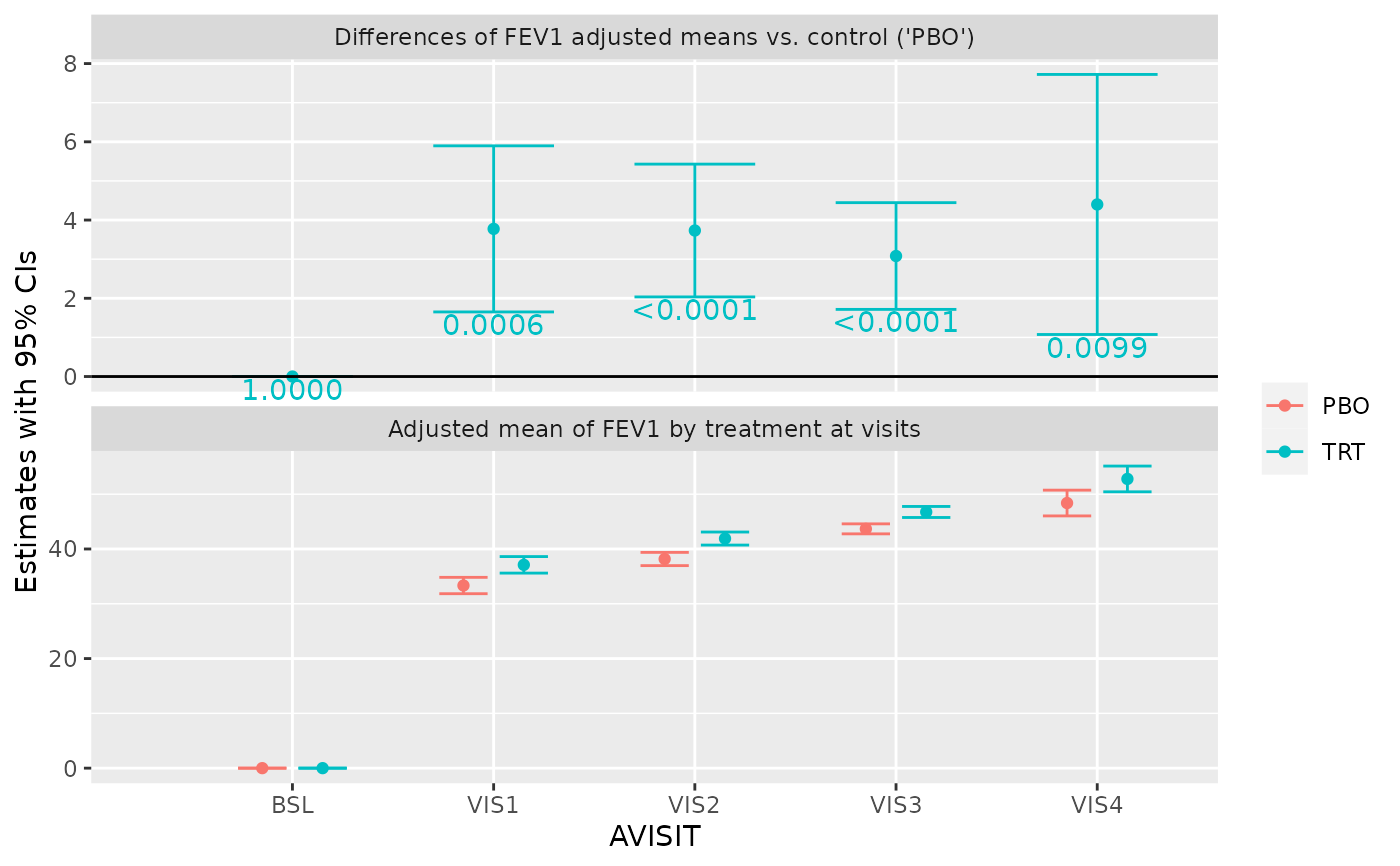 Differences of FEV1 adjusted means vs. control ('PBO')
8
6
4
2
0
0.0006
<0.0001
<0.0001
0.0099
1.0000
Estimates with 95% CIs
Adjusted mean of FEV1 by treatment at visits
40
20
0
BSL VIS1 VIS2 VIS3 VIS4
AVISIT
PBO
TRT